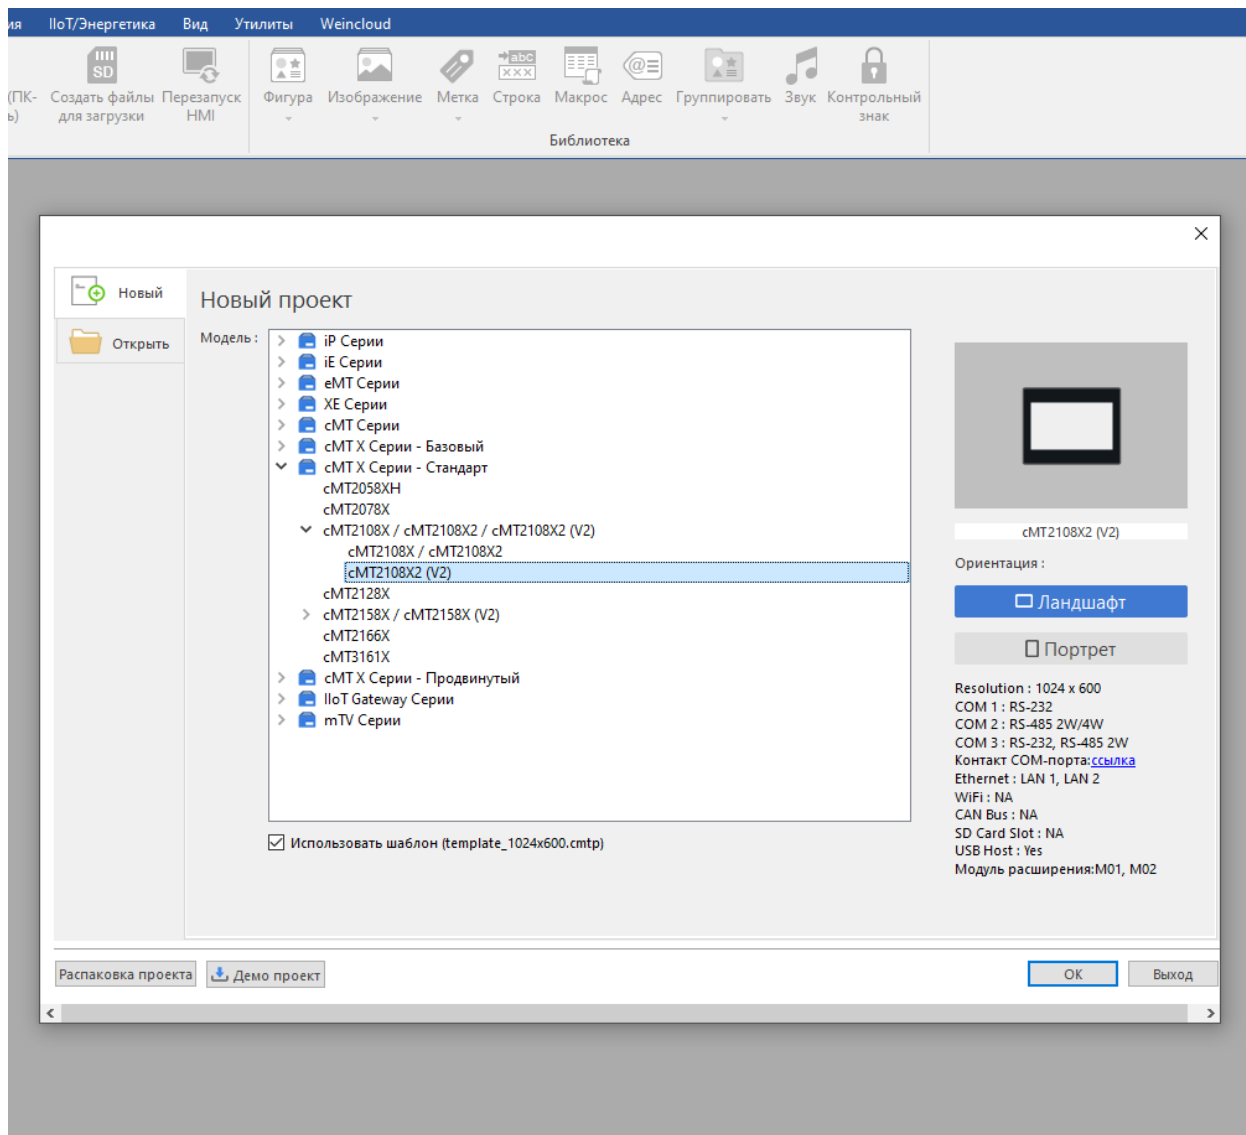 ия IIoT/Энергетика Вид Утилиты Weincloud
SD
abc
xxx
(ПК- Создать файлы Перезапуск Фигура Изображение Метка Строка Макрос Адрес Группировать Звук Контрольный
ь) для загрузки HMI знак
Библиотека
Новый
Открыть
Новый проект
Модель :
iP Серии
iE Серии
eMT Серии
XE Серии
cMT Серии
cMT X Серии - Базовый
cMT X Серии - Стандарт
cMT2058XH
cMT2078X
cMT2108X / cMT2108X2 / cMT2108X2 (V2)
cMT2108X / cMT2108X2
cMT2108X2 (V2)
cMT2128X
cMT2158X / cMT2158X (V2)
cMT2166X
cMT3161X
cMT X Серии - Продвинутый
IIoT Gateway Серии
mTV Серии
Использовать шаблон (template_1024x600.cmtp)
cMT2108X2 (V2)
Ориентация :
Ландшафт
Портрет
Resolution : 1024 x 600
COM 1 : RS-232
COM 2 : RS-485 2W/4W
COM 3 : RS-232, RS-485 2W
Контакт COM-порта:ссылка
Ethernet : LAN 1, LAN 2
WiFi : NA
CAN Bus : NA
SD Card Slot : NA
USB Host : Yes
Модуль расширения:M01, M02
Распаковка проекта Демо проект OK Выход